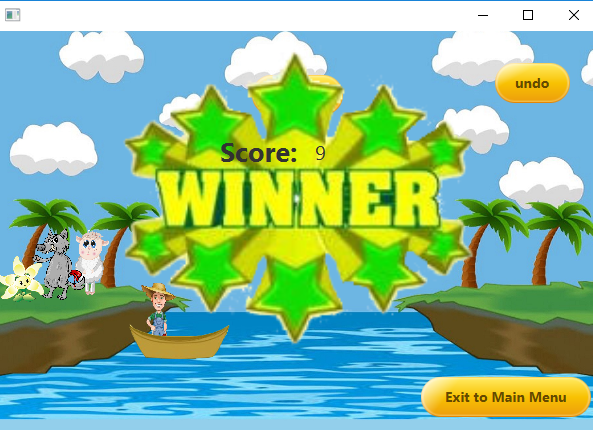 undo
Score: 9
WINNER
Exit to Main Menu